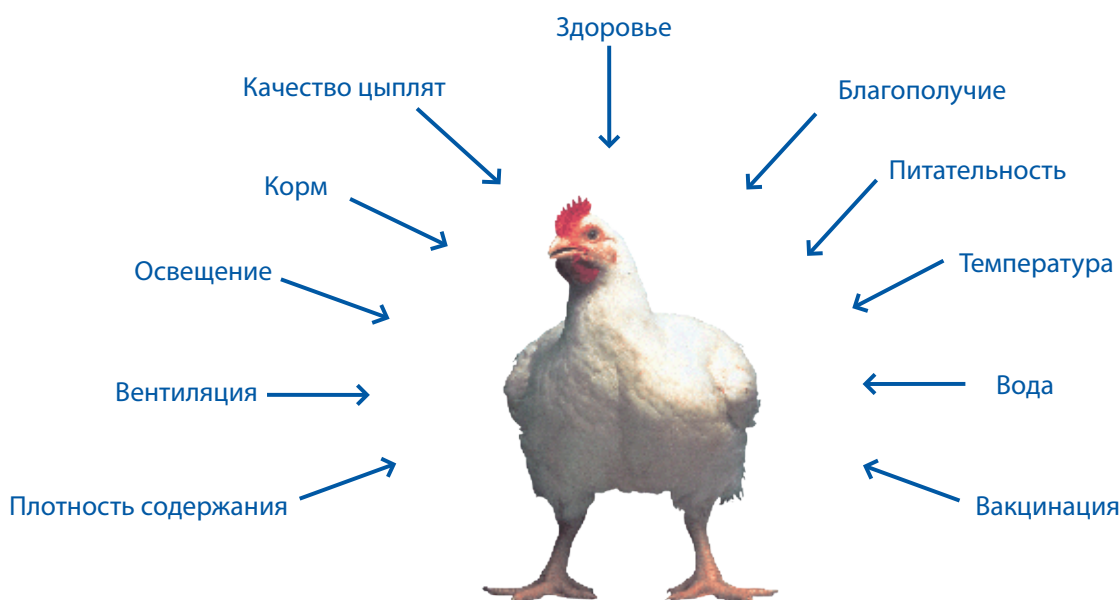 Здоровье
Качество цыплят
Благополучие
Корм
Питательность
Освещение
Температура
Вентиляция
Вода
Плотность содержания
Вакцинация